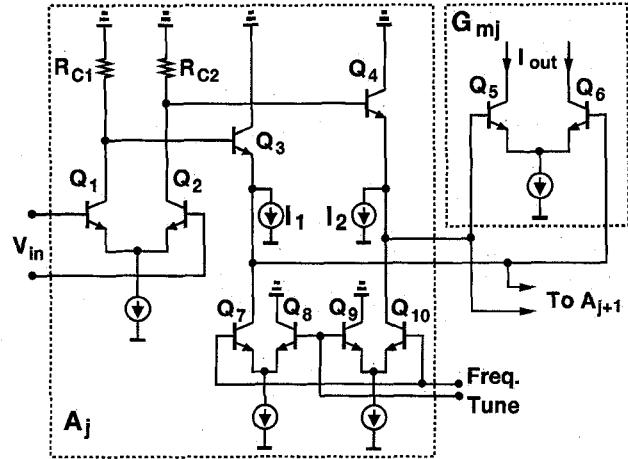 G_mj
R_C1
R_C2
Q_4
I_out
Q_5
Q_6
Q_3
Q_1
Q_2
I_1
I_2
V_in
To A_j+1
Q_7
Q_8
Q_9
Q_10
Freq.
Tune
A_j